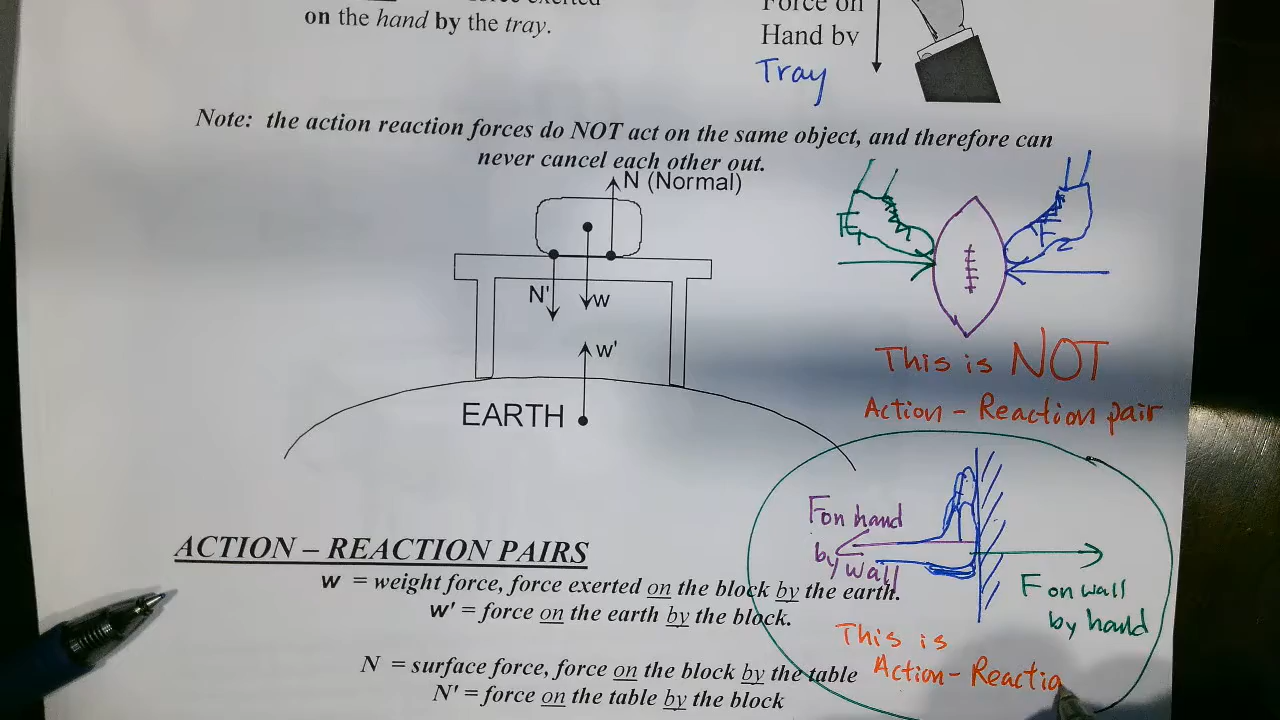 force exerted
on the hand by the tray.
Force on
Hand by
Tray
Note: the action reaction forces do NOT act on the same object, and therefore can
never cancel each other out.
N (Normal)
N'
w
w'
EARTH
This is NOT
Action - Reaction pair
F on hand
by wall
F on wall
by hand
This is
Action - Reactio
ACTION – REACTION PAIRS
w = weight force, force exerted on the block by the earth.
w' = force on the earth by the block.
N = surface force, force on the block by the table
N' = force on the table by the block